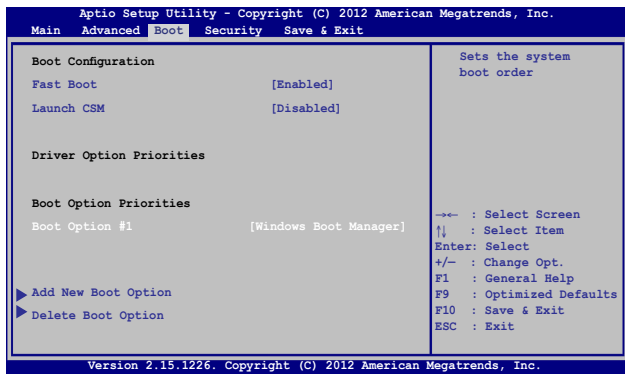 Aptio Setup Utility - Copyright (C) 2012 American Megatrends, Inc.
Main Advanced Boot Security Save & Exit
Boot Configuration
Fast Boot [Enabled]
Launch CSM [Disabled]
Driver Option Priorities
Boot Option Priorities
Boot Option #1 [Windows Boot Manager]
Add New Boot Option
Delete Boot Option
Sets the system
boot order
→← : Select Screen
↑↓ : Select Item
Enter: Select
+/— : Change Opt.
F1 : General Help
F9 : Optimized Defaults
F10 : Save & Exit
ESC : Exit
Version 2.15.1226. Copyright (C) 2012 American Megatrends, Inc.